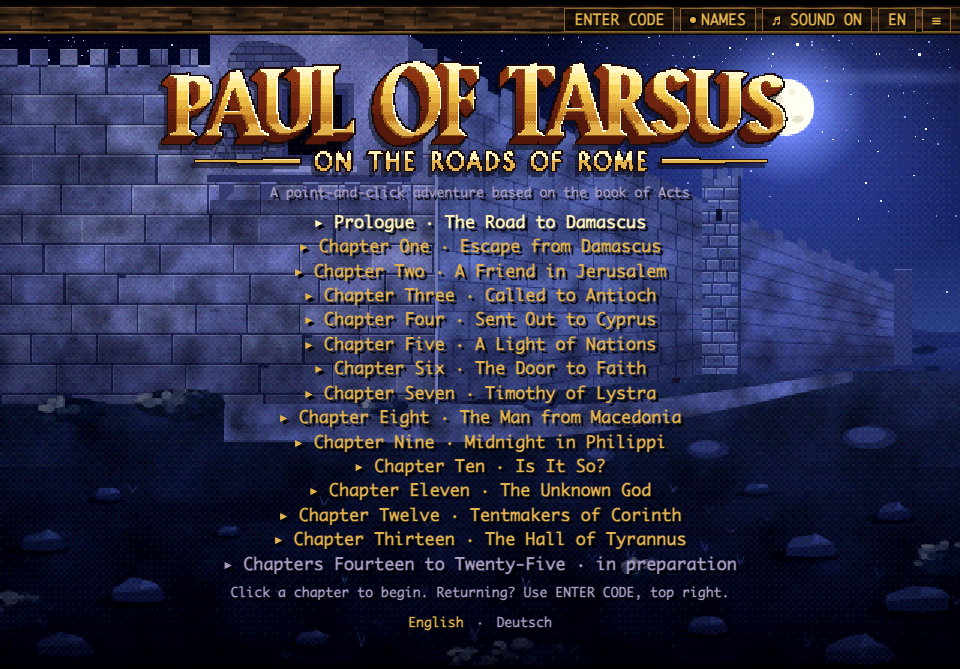 ENTER CODE • NAMES ♬ SOUND ON EN ≡
PAUL OF TARSUS
ON THE ROADS OF ROME
A point-and-click adventure based on the book of Acts
▸ Prologue · The Road to Damascus
▸ Chapter One · Escape from Damascus
▸ Chapter Two · A Friend in Jerusalem
▸ Chapter Three · Called to Antioch
▸ Chapter Four · Sent Out to Cyprus
▸ Chapter Five · A Light of Nations
▸ Chapter Six · The Door to Faith
▸ Chapter Seven · Timothy of Lystra
▸ Chapter Eight · The Man from Macedonia
▸ Chapter Nine · Midnight in Philippi
▸ Chapter Ten · Is It So?
▸ Chapter Eleven · The Unknown God
▸ Chapter Twelve · Tentmakers of Corinth
▸ Chapter Thirteen · The Hall of Tyrannus
▸ Chapters Fourteen to Twenty-Five · in preparation
Click a chapter to begin. Returning? Use ENTER CODE, top right.
English · Deutsch